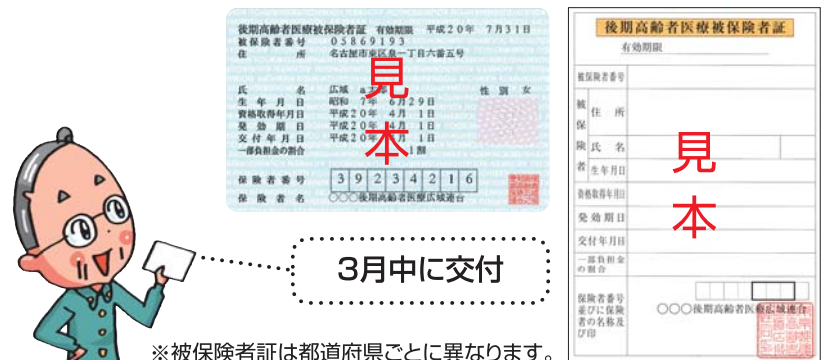 後期高齢者医療被保険者証 有効期限 平成20年 7月31日
被保険者番号 05869193
住所 名古屋市東区泉一丁目六番五号
氏名 広域 a太郎 性別 女
生年月日 昭和 7年 6月29日
資格取得年月日 平成20年 4月 1日
発効期日 平成20年 4月 1日
交付年月日 平成20年 4月 1日
一部負担金の割合 1割
保険者番号 39234216
保険者名 〇〇〇後期高齢者医療広域連合
見本
後期高齢者医療被保険者証
有効期限
被保険者番号
被保険者
住所
氏名
生年月日
資格取得年月日
発効期日
交付年月日
一部負担金
の割合
保険者番号
並びに保険
者の名称及
び印
〇〇〇後期高齢者医療広域連合
見本
3月中に交付
※被保険者証は都道府県ごとに異なります。